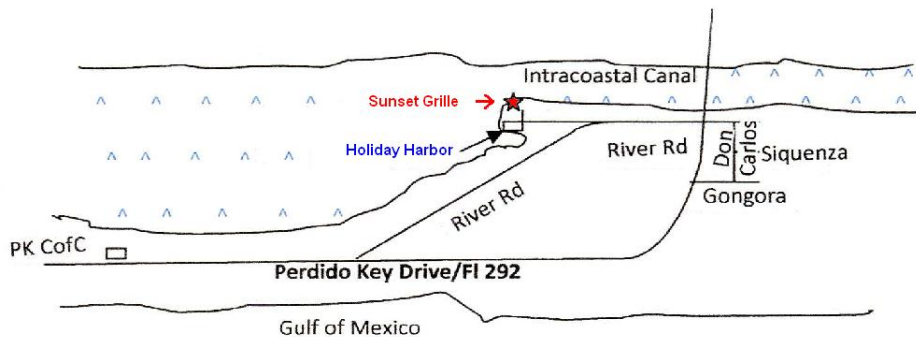 Intracoastal Canal
Sunset Grille
Holiday Harbor
River Rd
Don
Carlos
Siquenza
Gongora
River Rd
PK CofC
Perdido Key Drive/Fl 292
Gulf of Mexico